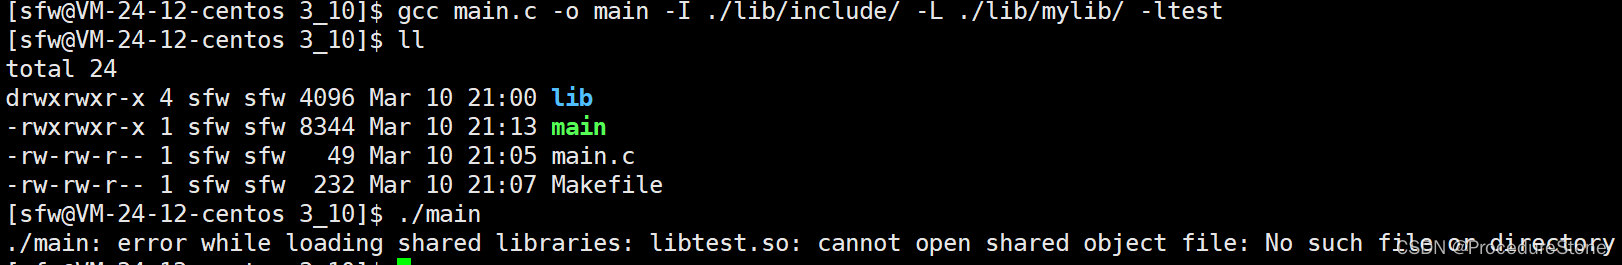 [sfw@VM-24-12-centos 3_10]$ gcc main.c -o main -I ./lib/include/ -L ./lib/mylib/ -ltest
[sfw@VM-24-12-centos 3_10]$ ll
total 24
drwxrwxr-x 4 sfw sfw 4096 Mar 10 21:00 lib
-rwxrwxr-x 1 sfw sfw 8344 Mar 10 21:13 main
-rw-rw-r-- 1 sfw sfw   49 Mar 10 21:05 main.c
-rw-rw-r-- 1 sfw sfw  232 Mar 10 21:07 Makefile
[sfw@VM-24-12-centos 3_10]$ ./main
./main: error while loading shared libraries: libtest.so: cannot open shared object file: No such file or directory
CSDN @ProcedureStone